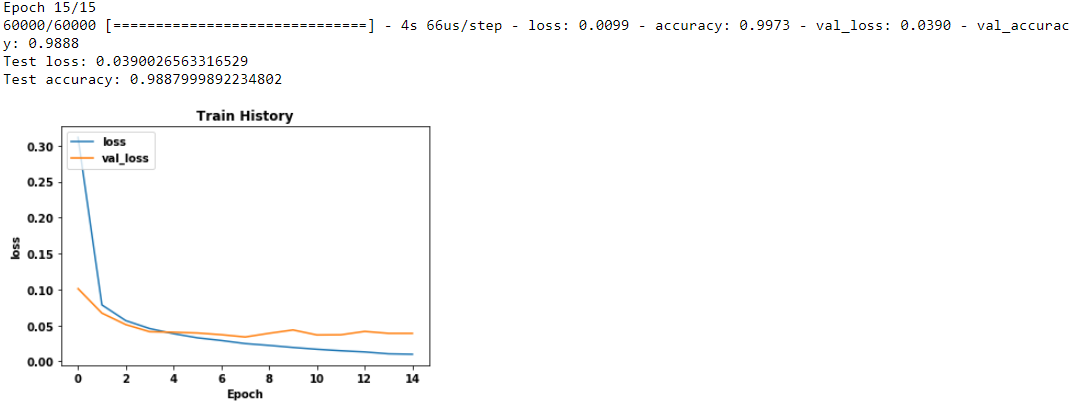 Epoch 15/15
60000/60000 [==============================] - 4s 66us/step - loss: 0.0099 - accuracy: 0.9973 - val_loss: 0.0390 - val_accurac
y: 0.9888
Test loss: 0.0390026563316529
Test accuracy: 0.9887999892234802
Train History
loss
val_loss
0.30
0.25
0.20
0.15
0.10
0.05
0.00
loss
0 2 4 6 8 10 12 14
Epoch